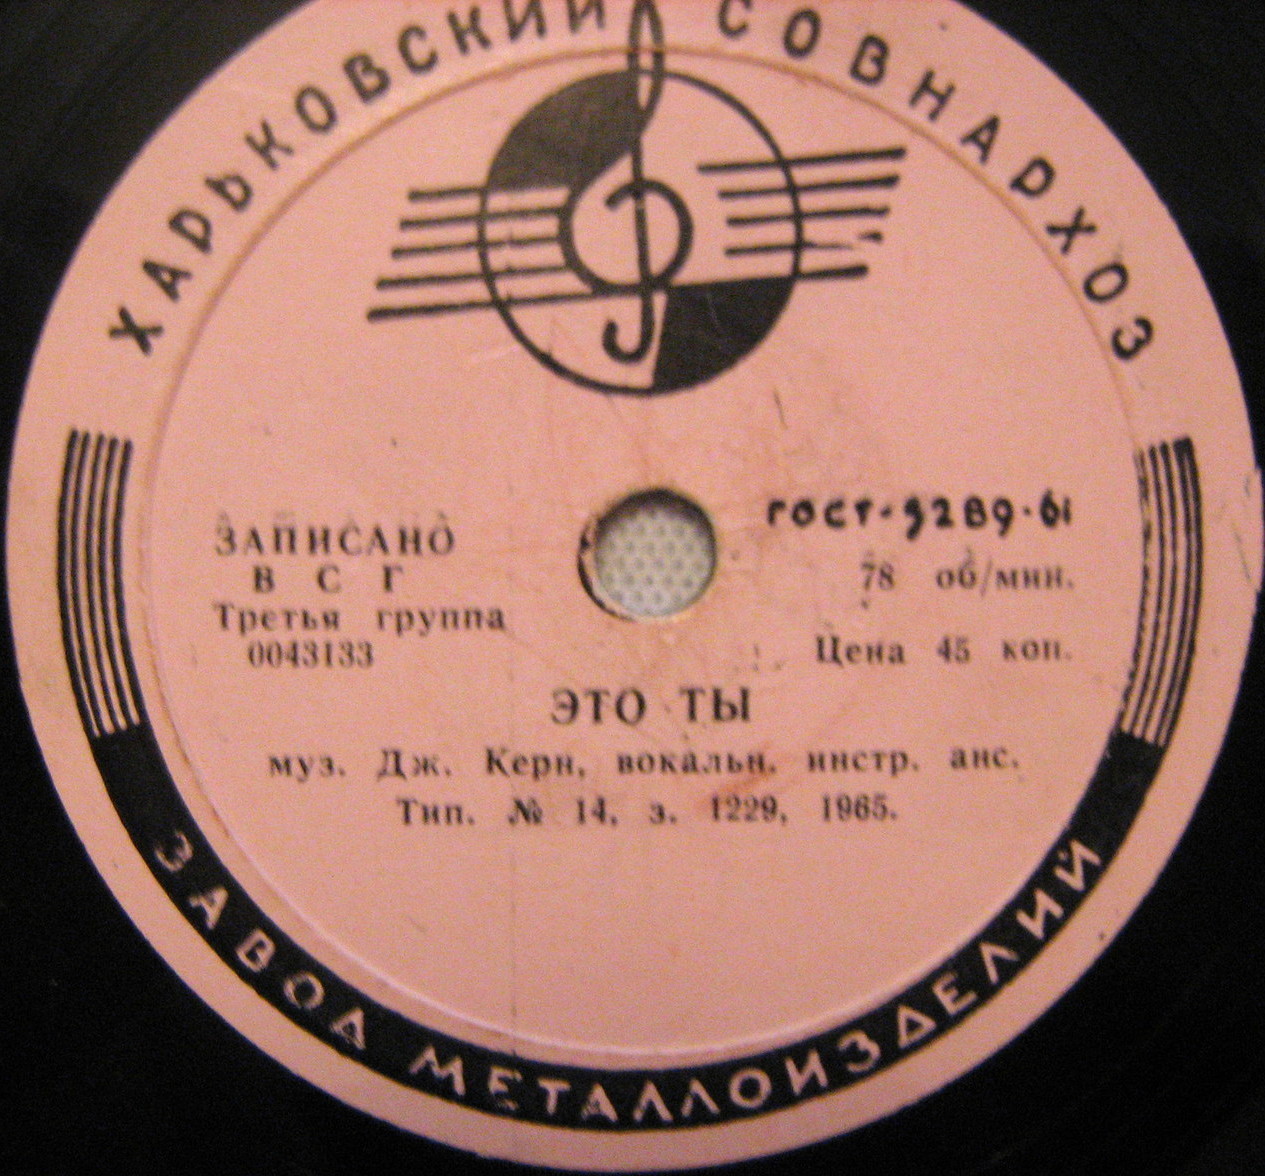 ХАРЬКОВСКИЙ СОВНАРХОЗ
ГОСТ-5289-61
ЗАПИСАНО
В С Г
78 об/мин.
Третья группа
0043133
Цена 45 коп.
ЭТО ТЫ
муз. Дж. Керн, вокальн. инстр. анс.
Тип. № 14, з. 1229, 1965.
ЗАВОД МЕТАЛЛОИЗДЕЛИЙ